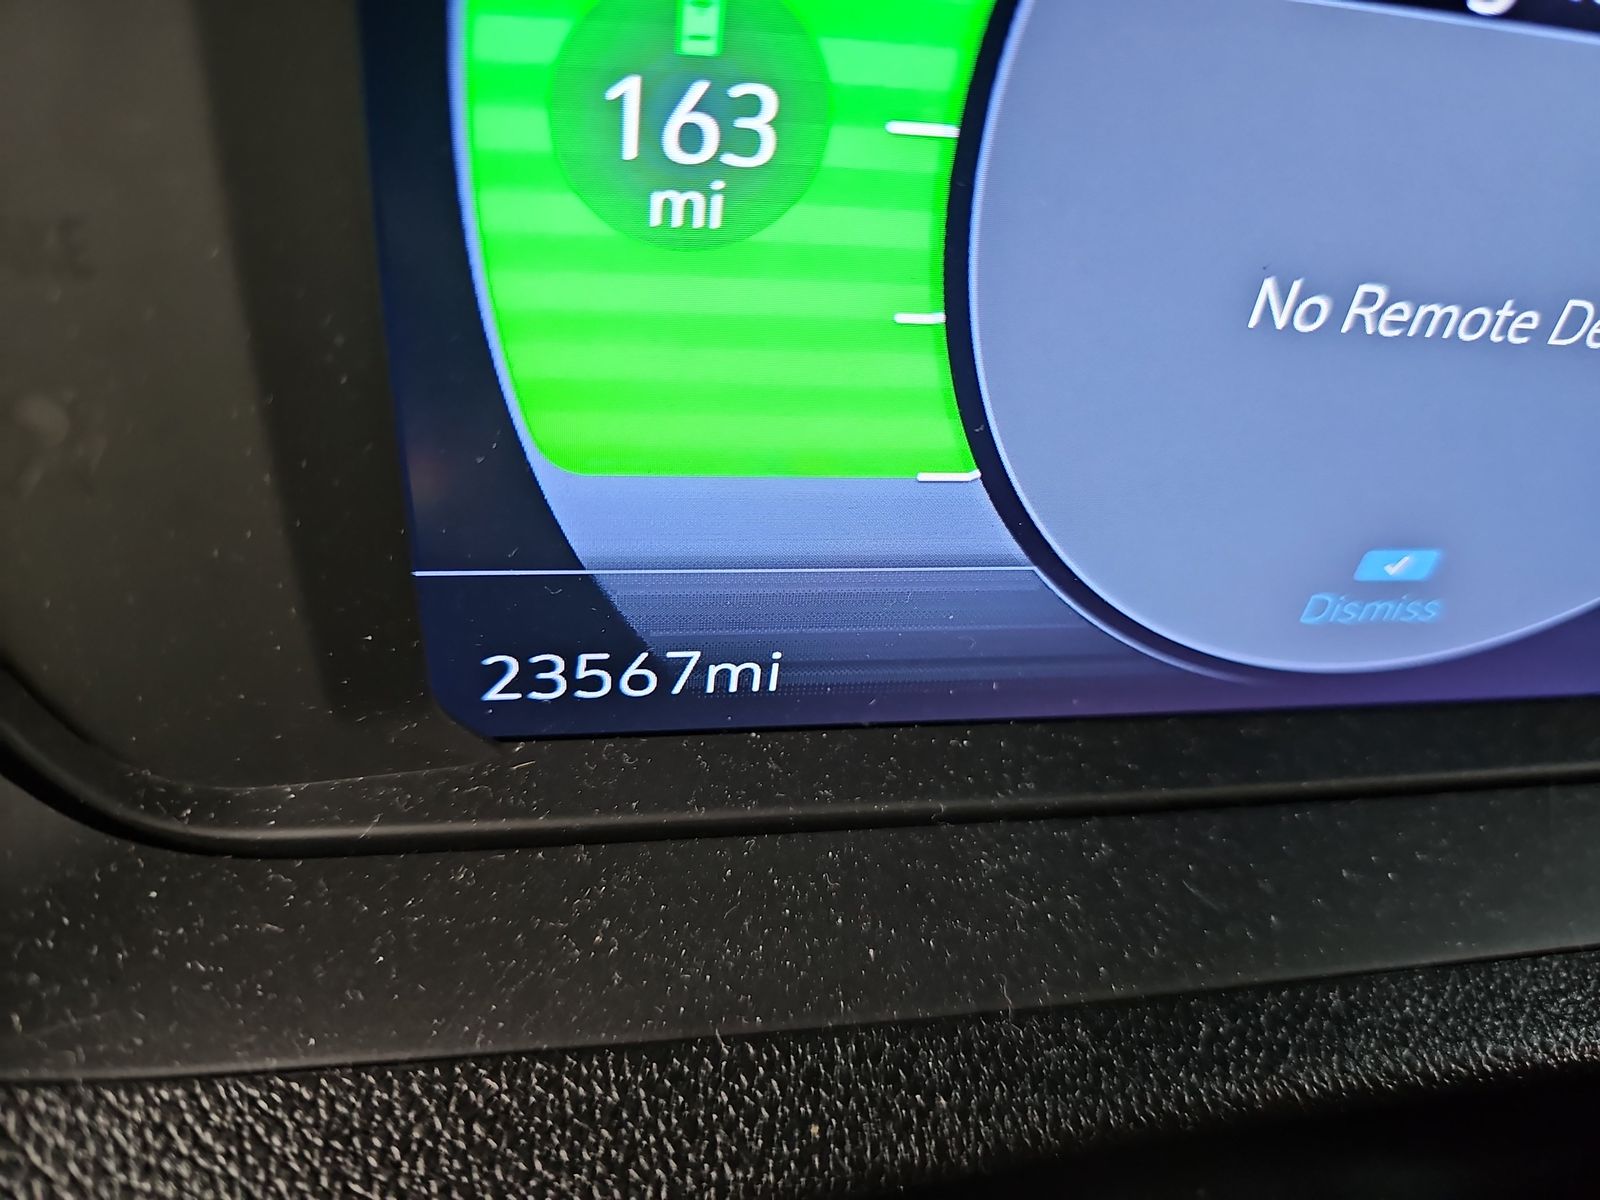 163
mi
No Remote
Dismiss
23567mi